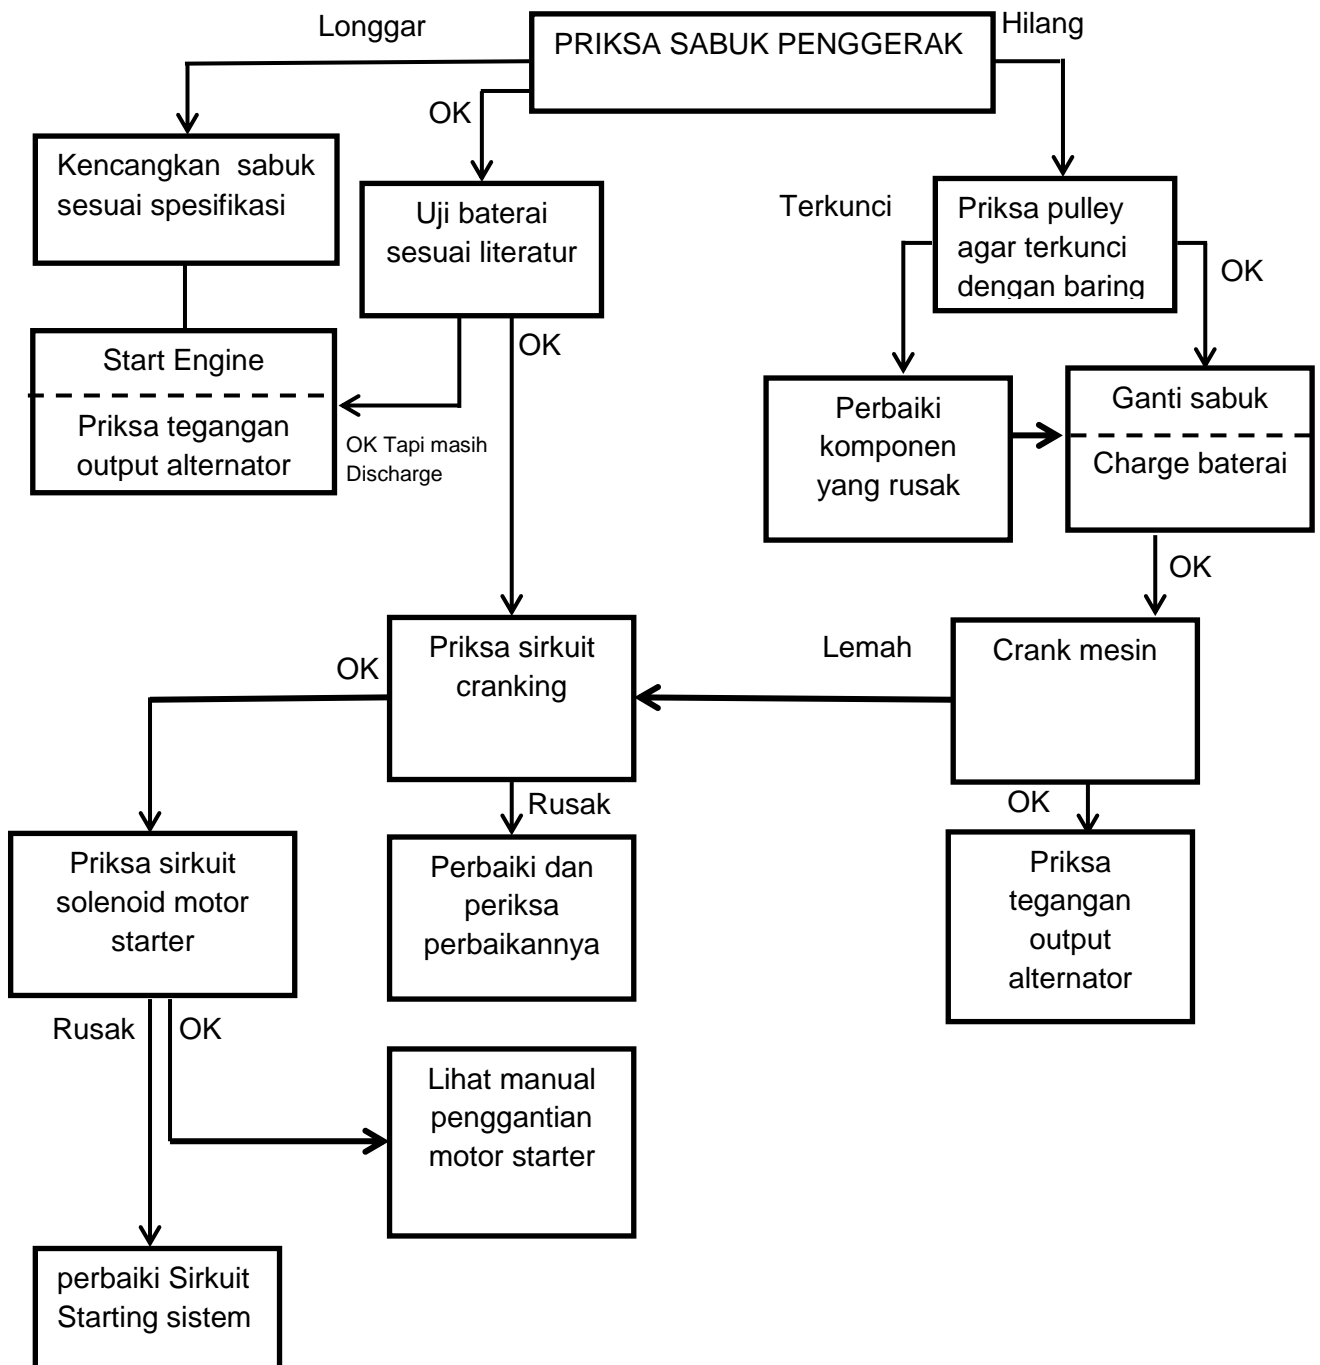 Longgar
PRIKSA SABUK PENGGERAK
Hilang
OK
Kencangkan sabuk
sesuai spesifikasi
Uji baterai
sesuai literatur
Terkunci
Priksa pulley
agar terkunci
dengan baring
OK
Start Engine
Priksa tegangan
output alternator
OK
OK Tapi masih
Discharge
Perbaiki
komponen
yang rusak
Ganti sabuk
Charge baterai
OK
Priksa sirkuit
cranking
Lemah
Crank mesin
OK
Rusak
OK
Priksa sirkuit
solenoid motor
starter
Perbaiki dan
periksa
perbaikannya
Priksa
tegangan
output
alternator
Rusak
OK
Lihat manual
penggantian
motor starter
perbaiki Sirkuit
Starting sistem